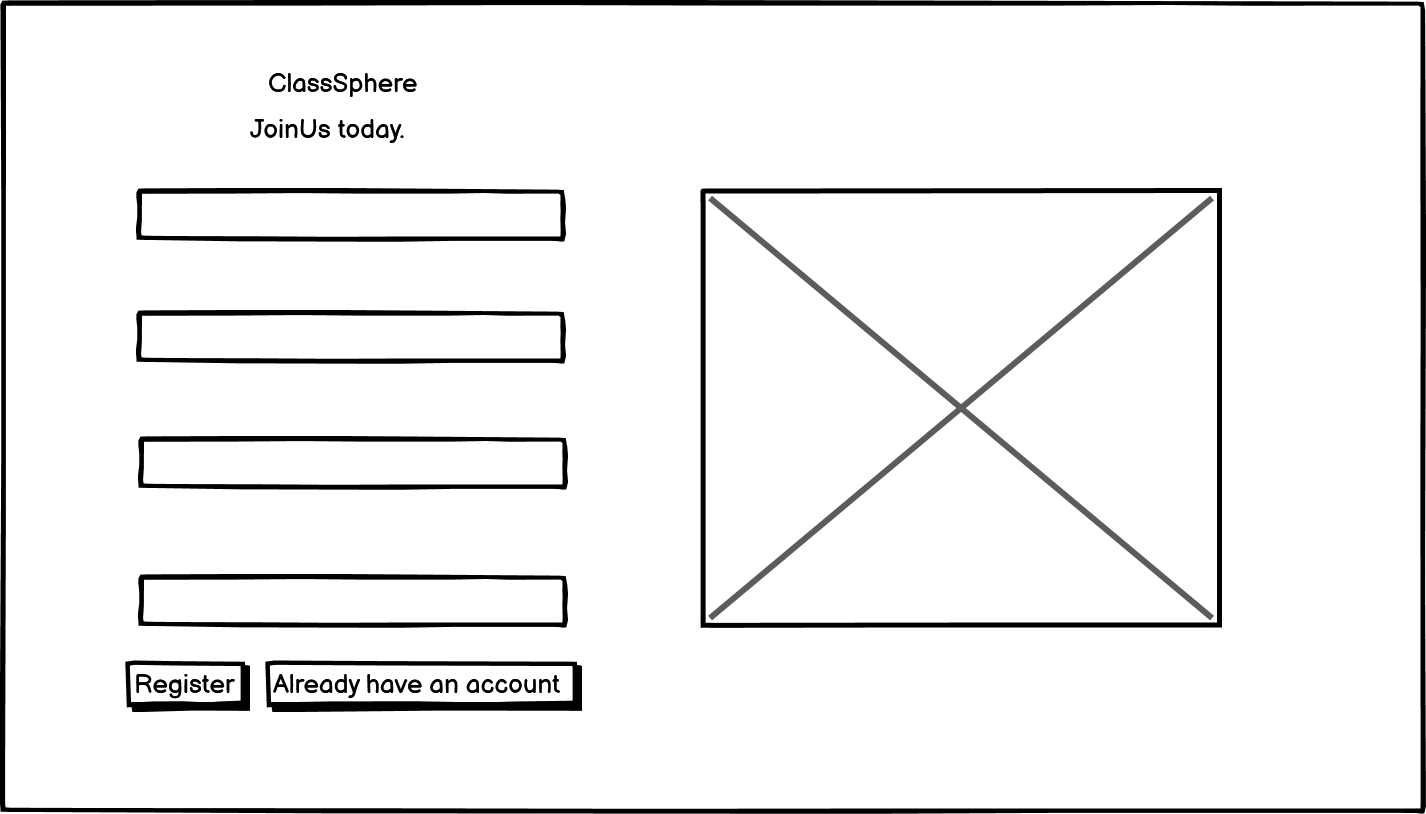 ClassSphere
JoinUs today.
Register
Already have an account